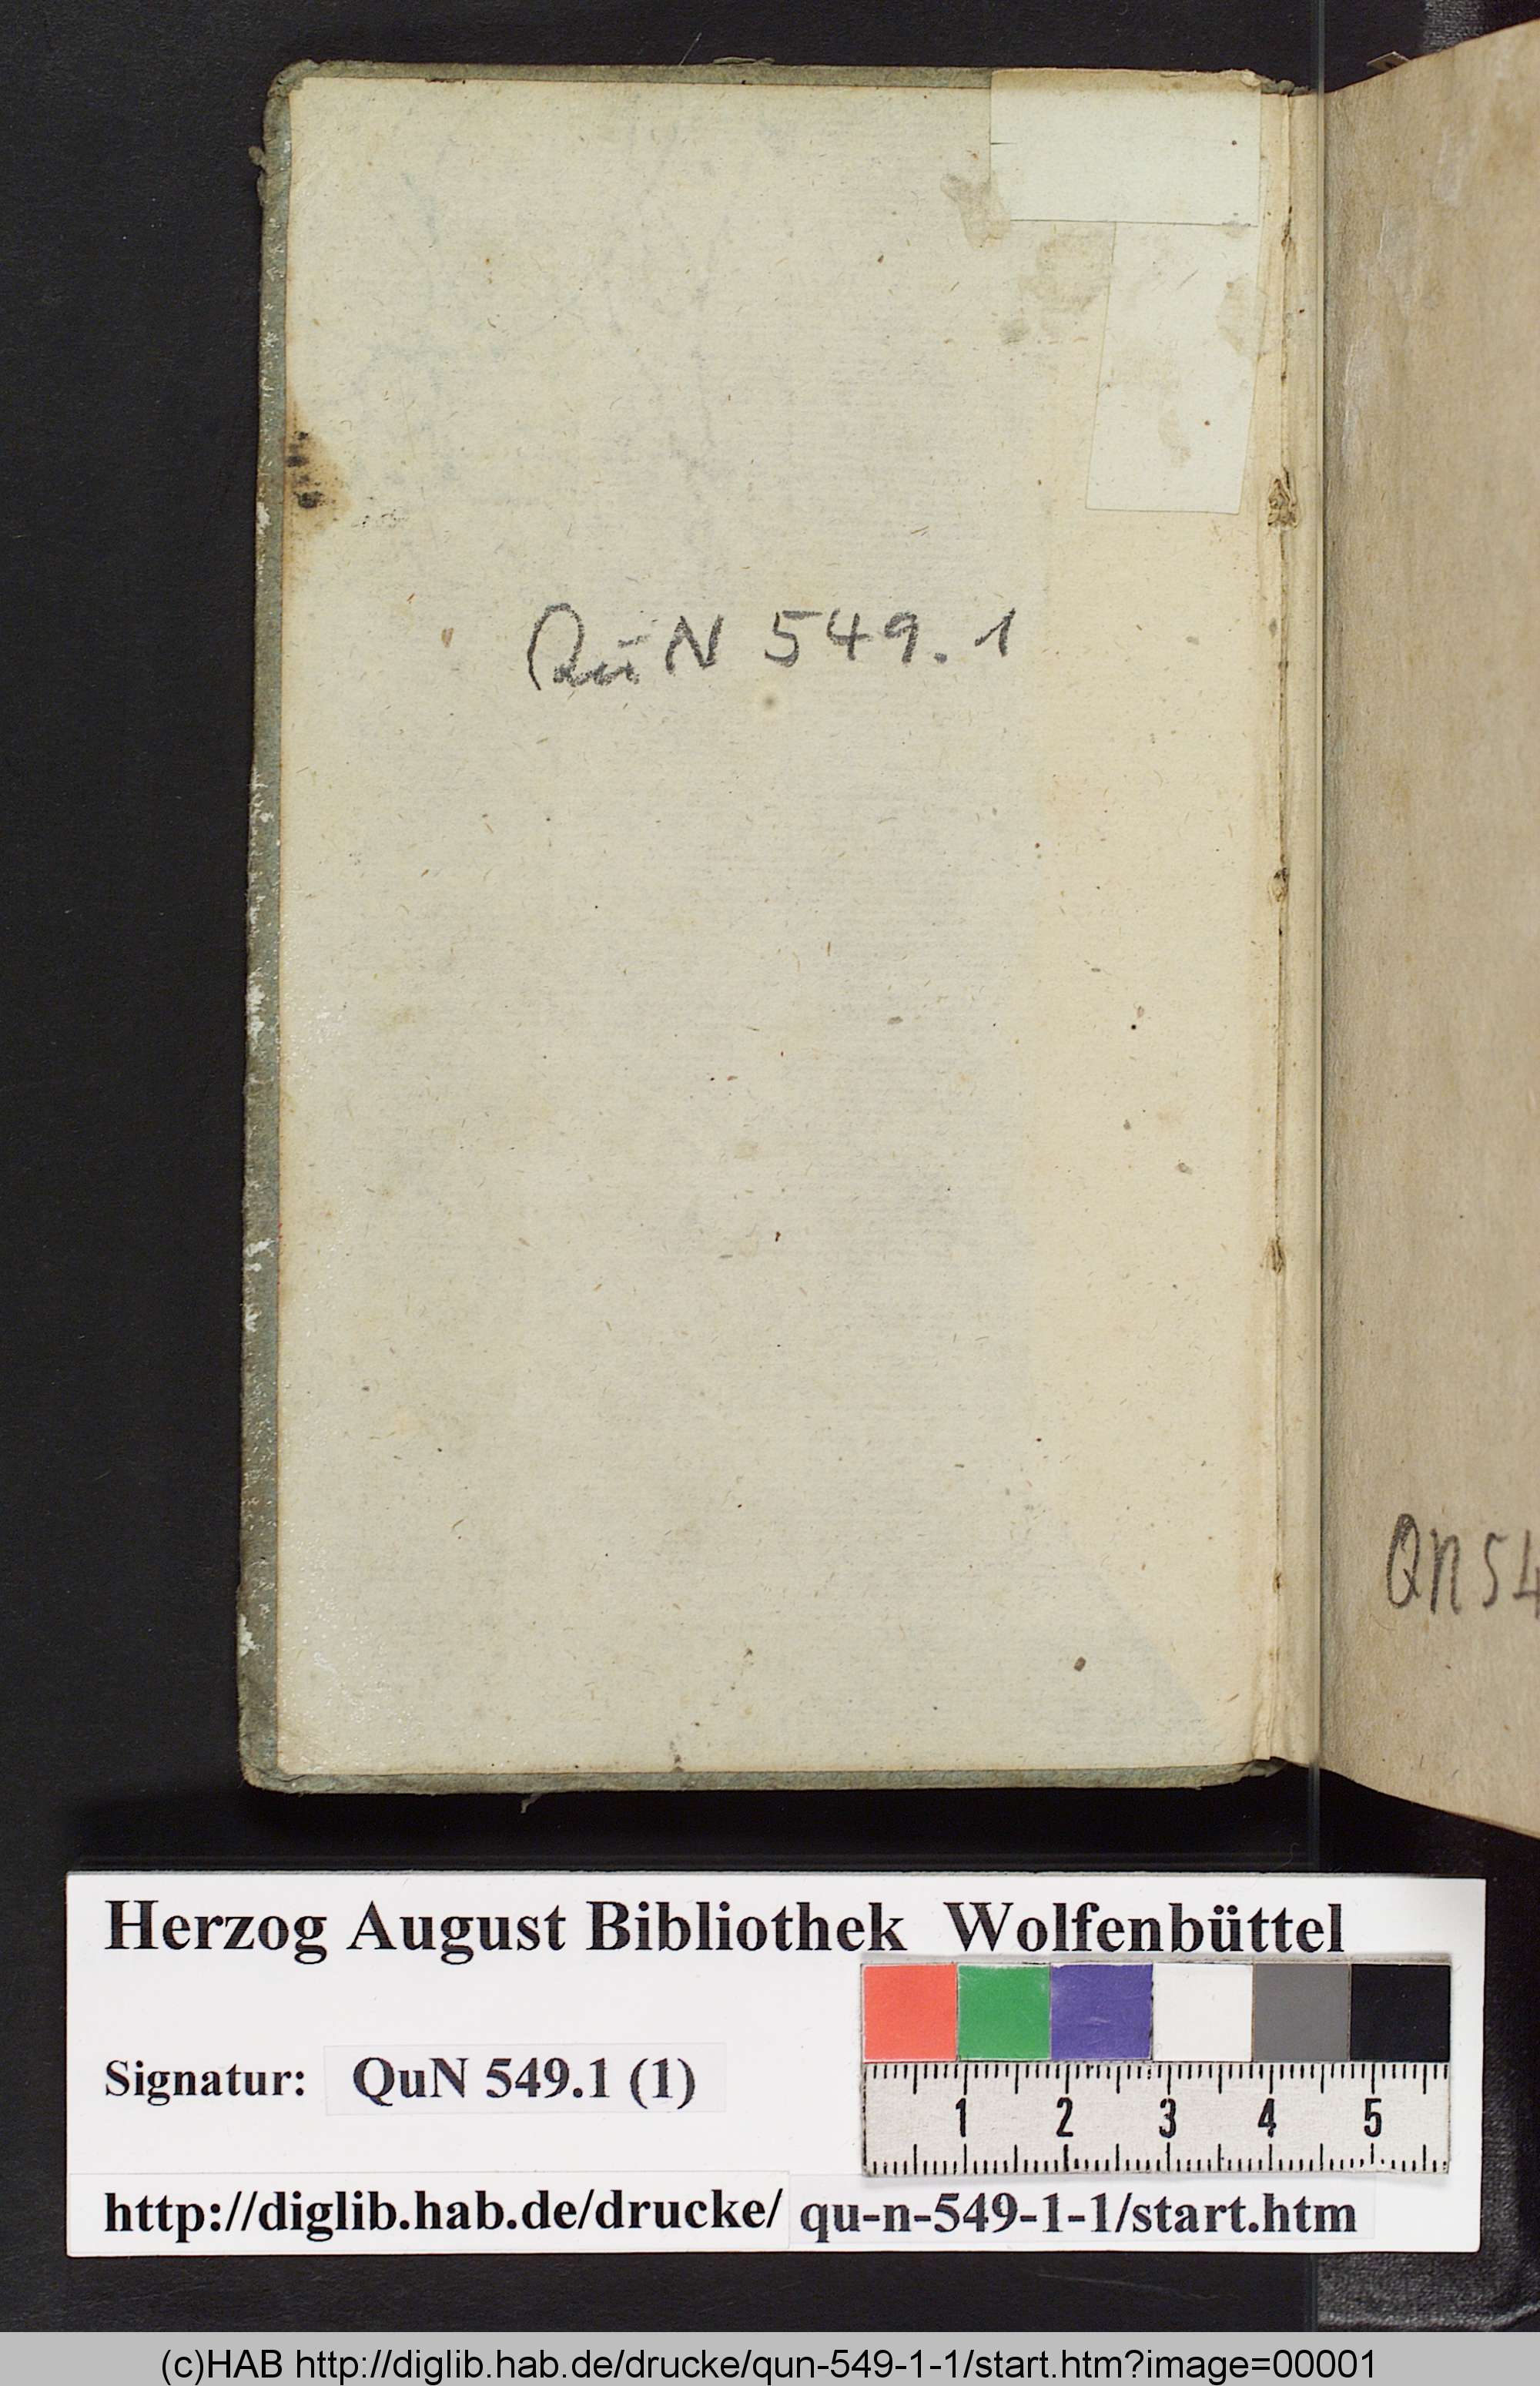 QuN 549.1
Qn 54
Herzog August Bibliothek Wolfenbüttel
Signatur: QuN 549.1 (1)
1 2 3 4 5
http://diglib.hab.de/drucke/ qu-n-549-1-1/start.htm
(c)HAB http://diglib.hab.de/drucke/qun-549-1-1/start.htm?image=00001